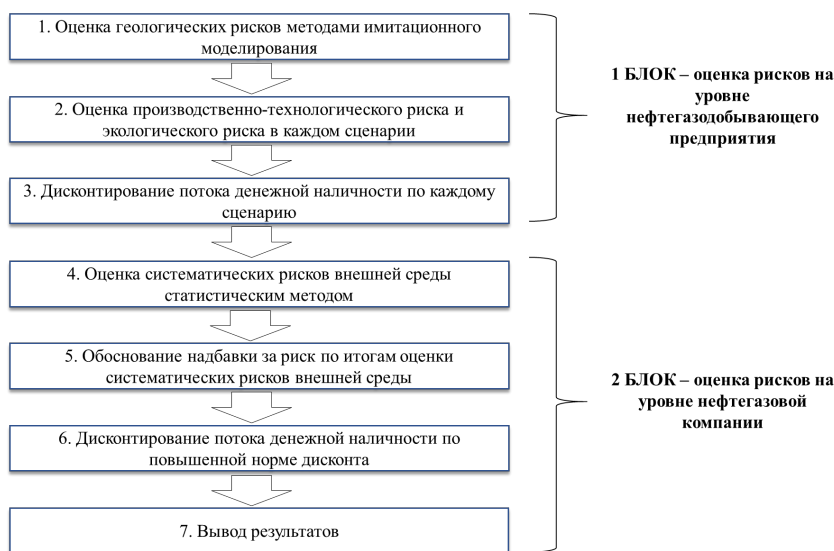 1. Оценка геологических рисков методами имитационного
моделирования
2. Оценка производственно-технологического риска и
экологического риска в каждом сценарии
3. Дисконтирование потока денежной наличности по каждому
сценарию
1 БЛОК – оценка рисков на
уровне
нефтегазодобывающего
предприятия
4. Оценка систематических рисков внешней среды
статистическим методом
5. Обоснование надбавки за риск по итогам оценки
систематических рисков внешней среды
6. Дисконтирование потока денежной наличности по
повышенной норме дисконта
7. Вывод результатов
2 БЛОК – оценка рисков на
уровне нефтегазовой
компании